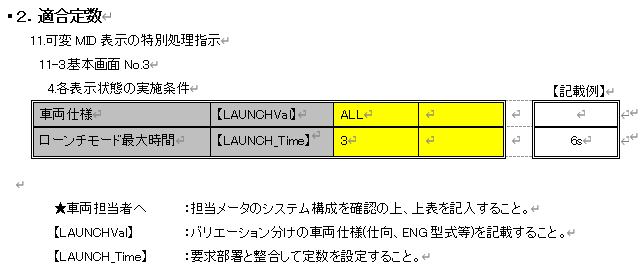 ▪２．適合定数
11.可変 MID 表示の特別処理指示
11-3基本画面 No.3
4.各表示状態の実施条件
【記載例】
車両仕様 【LAUNCHVal】 ALL
ローンチモード最大時間 【LAUNCH_Time】 3 6s
★車両担当者へ ：担当メータのシステム構成を確認の上、上表を記入すること。
【LAUNCHVal】 ：バリエーション分けの車両仕様(仕向、ENG型式等)を記載すること。
【LAUNCH_Time】 ：要求部署と整合して定数を設定すること。